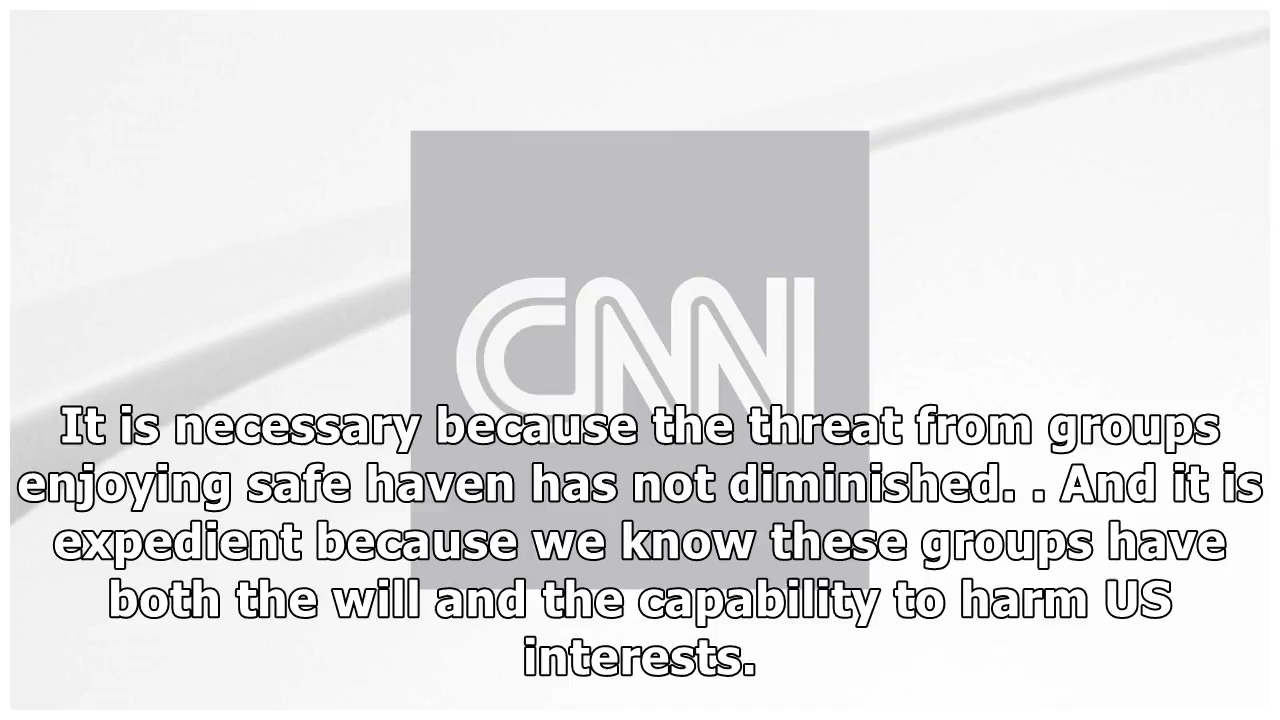 CNN
It is necessary because the threat from groups
enjoying safe haven has not diminished. . And it is
expedient because we know these groups have
both the will and the capability to harm US
interests.